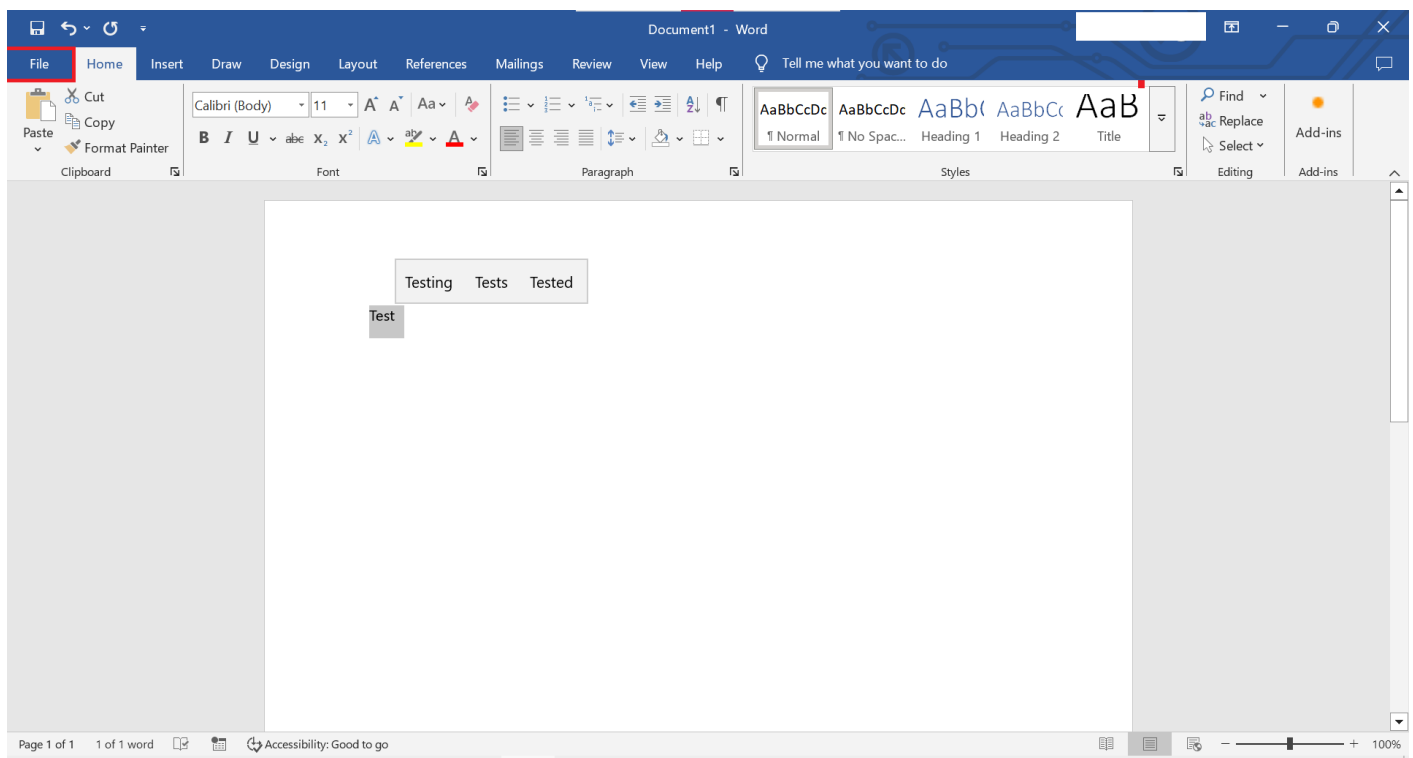 Document1 - Word
File Home Insert Draw Design Layout References Mailings Review View Help Tell me what you want to do
Paste
Cut
Copy
Format Painter
Clipboard
Calibri (Body) 11 A A Aa A
B I U abc X2 X2 A ab A
Font
Paragraph
AaBbCcDc AaBbCcDc AaBb( AaBbCc AaB
¶ Normal ¶ No Spac... Heading 1 Heading 2 Title
Styles
Find
Replace
Select
Editing
Add-ins
Add-ins
Testing Tests Tested
Test
Page 1 of 1 1 of 1 word Accessibility: Good to go 100%